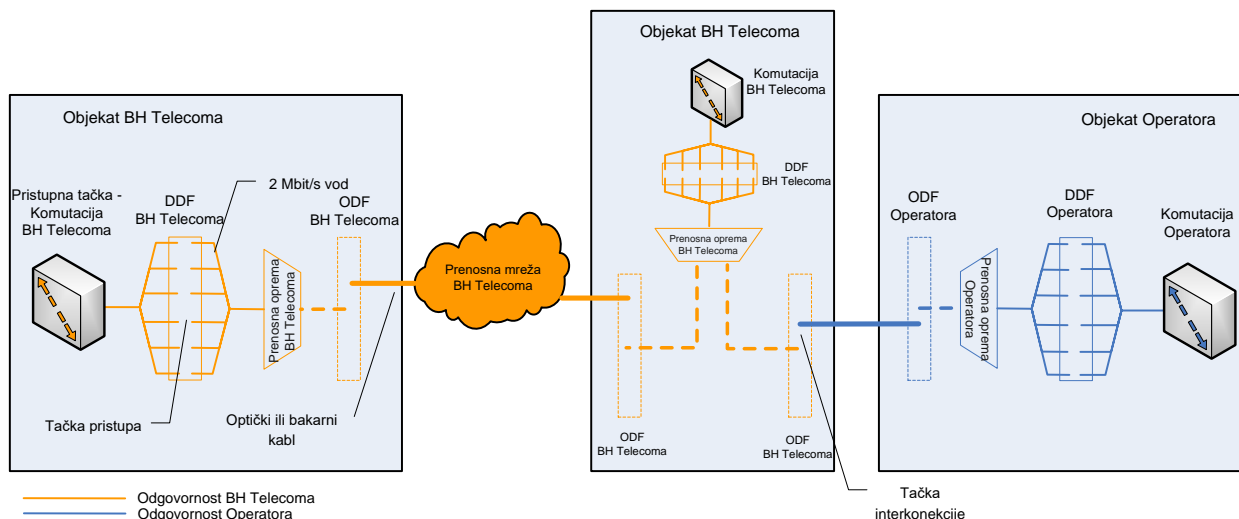 Objekat BH Telecoma
Pristupna tačka -
Komutacija
BH Telecoma
DDF
BH Telecoma
2 Mbit/s vod
ODF
BH Telecoma
Prenosna oprema
BH Telecoma
Tačka pristupa
Optički ili bakarni
kabl
Prenosna mreža
BH Telecoma
Objekat BH Telecoma
Komutacija
BH Telecoma
DDF
BH Telecoma
Prenosna oprema
BH Telecoma
ODF
BH Telecoma
ODF
BH Telecoma
Tačka
interkonekcije
Objekat Operatora
ODF
Operatora
Prenosna oprema
Operatora
DDF
Operatora
Komutacija
Operatora
Odgovornost BH Telecoma
Odgovornost Operatora